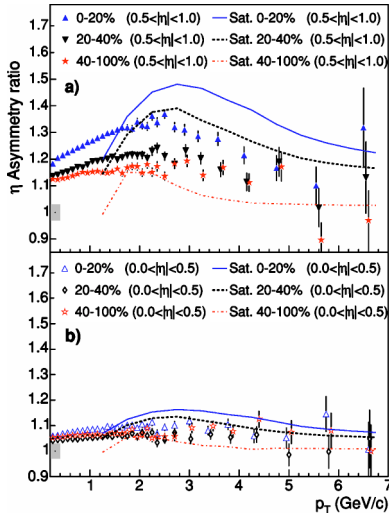 0-20% (0.5<|η|<1.0) Sat. 0-20% (0.5<|η|<1.0)
20-40% (0.5<|η|<1.0) Sat. 20-40% (0.5<|η|<1.0)
40-100% (0.5<|η|<1.0) Sat. 40-100% (0.5<|η|<1.0)
a)
η Asymmetry ratio
1.7
1.6
1.5
1.4
1.3
1.2
1.1
1
0.9
0-20% (0.0<|η|<0.5) Sat. 0-20% (0.0<|η|<0.5)
20-40% (0.0<|η|<0.5) Sat. 20-40% (0.0<|η|<0.5)
40-100% (0.0<|η|<0.5) Sat. 40-100% (0.0<|η|<0.5)
b)
1.7
1.6
1.5
1.4
1.3
1.2
1.1
1
0.9
1 2 3 4 5 6 7
pT (GeV/c)